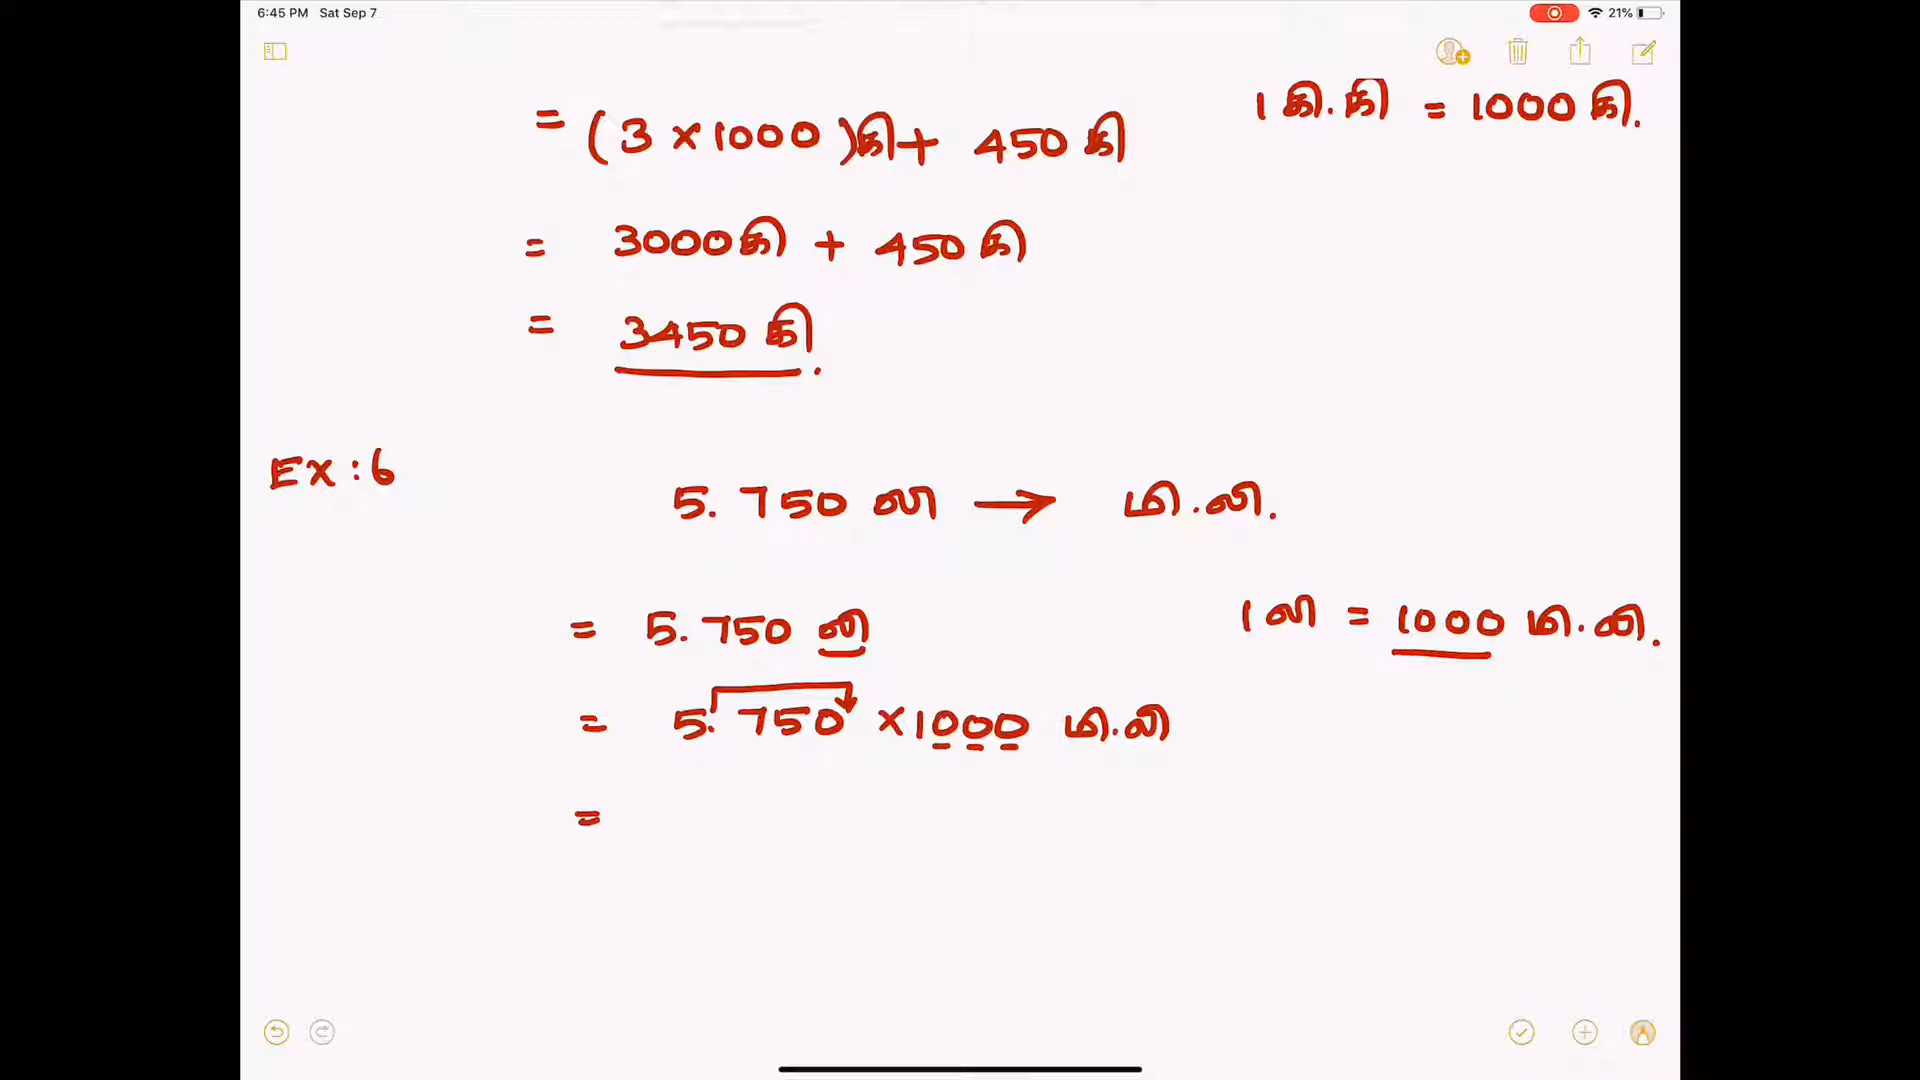 6:45 PM Sat Sep 7 21%
1 கி.கி = 1000 கி.
= (3 × 1000) கி + 450 கி
= 3000 கி + 450 கி
= 3450 கி.
EX : 6
5.750 லி → மி.லி.
= 5.750 லி
1 லி = 1000 மி.லி.
= 5.750 × 1000 மி.லி
=